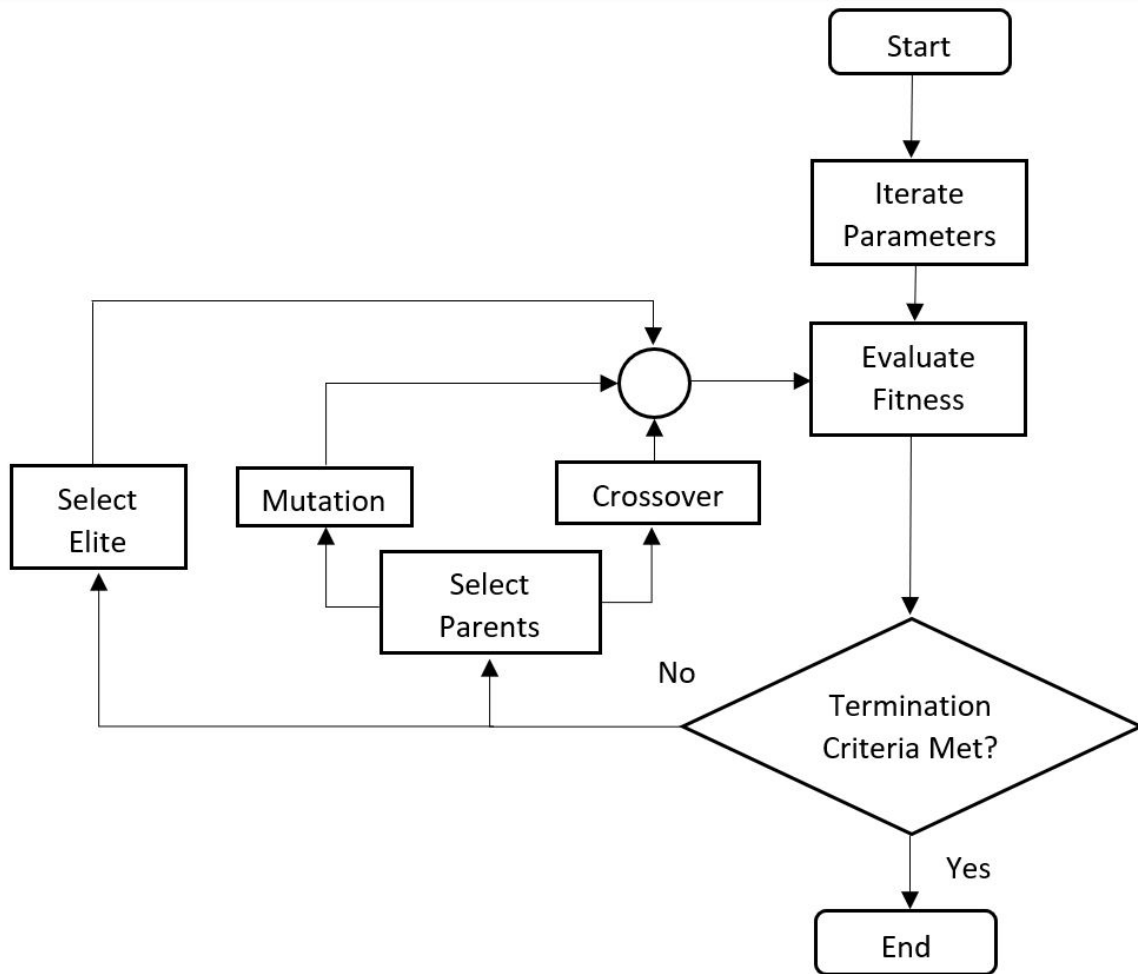 Start
Iterate
Parameters
Evaluate
Fitness
Select
Elite
Mutation
Crossover
Select
Parents
No
Termination
Criteria Met?
Yes
End